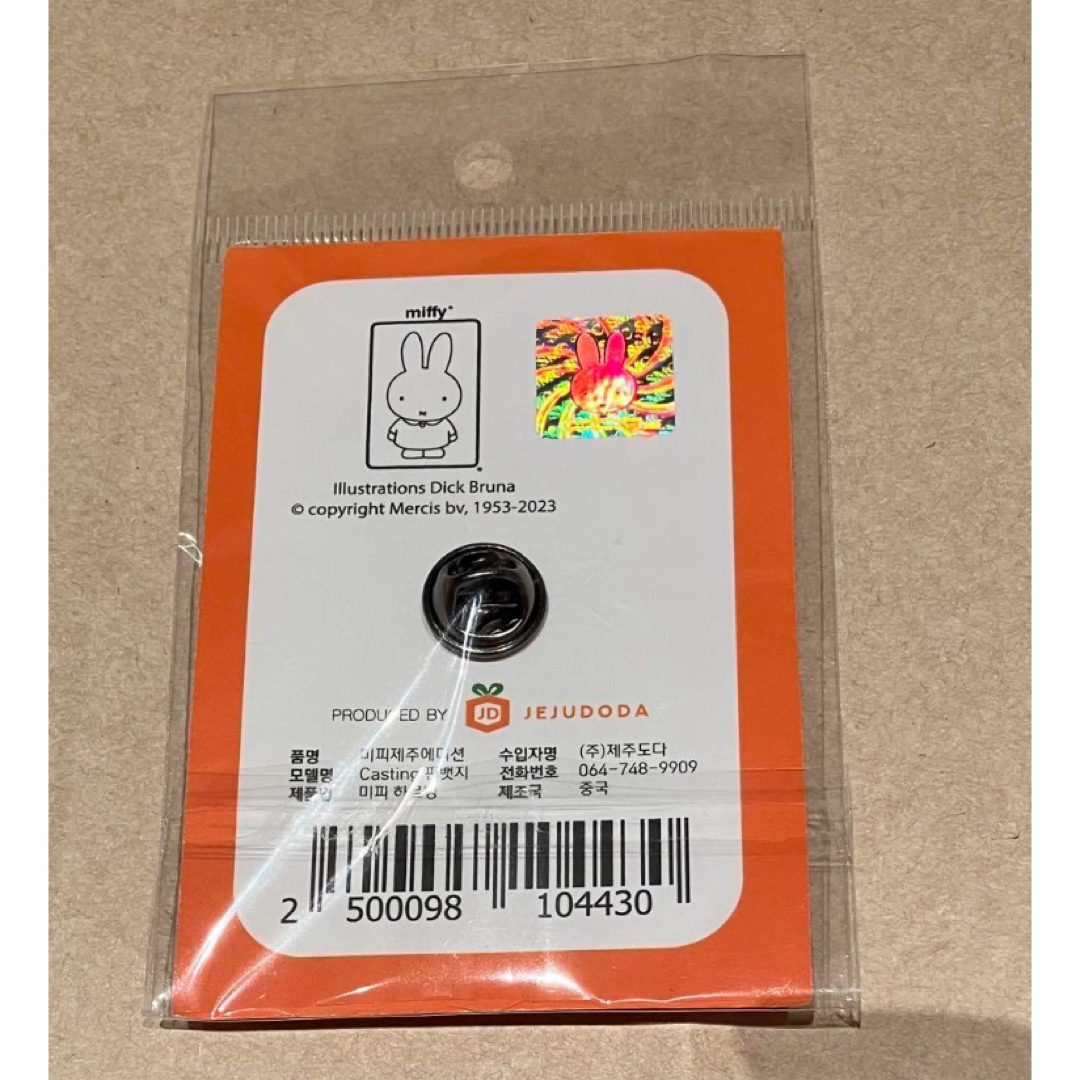 miffy
Illustrations Dick Bruna
© copyright Mercis bv, 1953-2023
PRODUCED BY JD JEJUDODA
품명 미피제주에디션 수입자명 (주)제주도다
모델명 Casting 핀뱃지 전화번호 064-748-9909
제품명 미피 하르방 제조국 중국
2 500098 104430